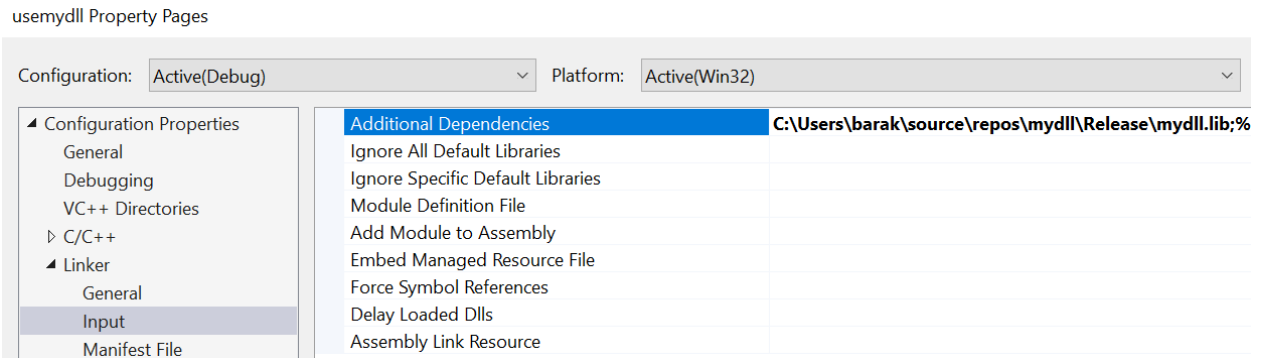 usemydll Property Pages
Configuration: Active(Debug) Platform: Active(Win32)
Configuration Properties
General
Debugging
VC++ Directories
C/C++
Linker
General
Input
Manifest File
Additional Dependencies C:\Users\barak\source\repos\mydll\Release\mydll.lib;%
Ignore All Default Libraries
Ignore Specific Default Libraries
Module Definition File
Add Module to Assembly
Embed Managed Resource File
Force Symbol References
Delay Loaded Dlls
Assembly Link Resource